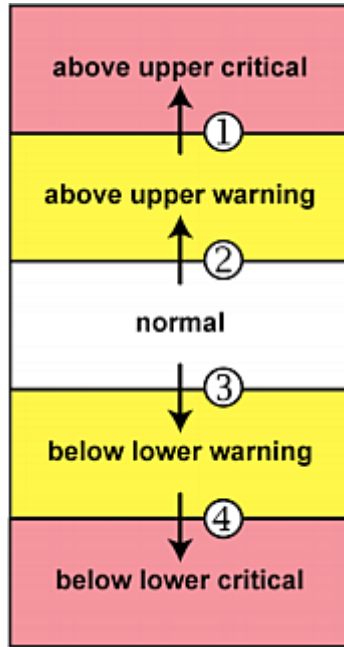 above upper critical
①
above upper warning
②
normal
③
below lower warning
④
below lower critical